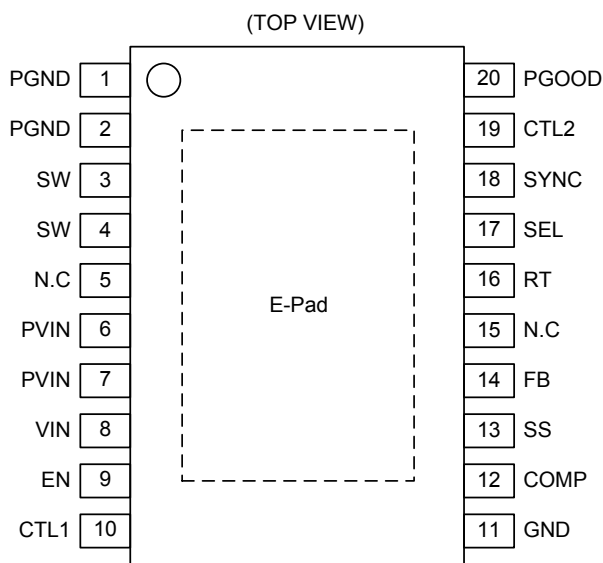 (TOP VIEW)
PGND 1 20 PGOOD
PGND 2 19 CTL2
SW 3 18 SYNC
SW 4 17 SEL
N.C 5 16 RT
E-Pad
PVIN 6 15 N.C
PVIN 7 14 FB
VIN 8 13 SS
EN 9 12 COMP
CTL1 10 11 GND